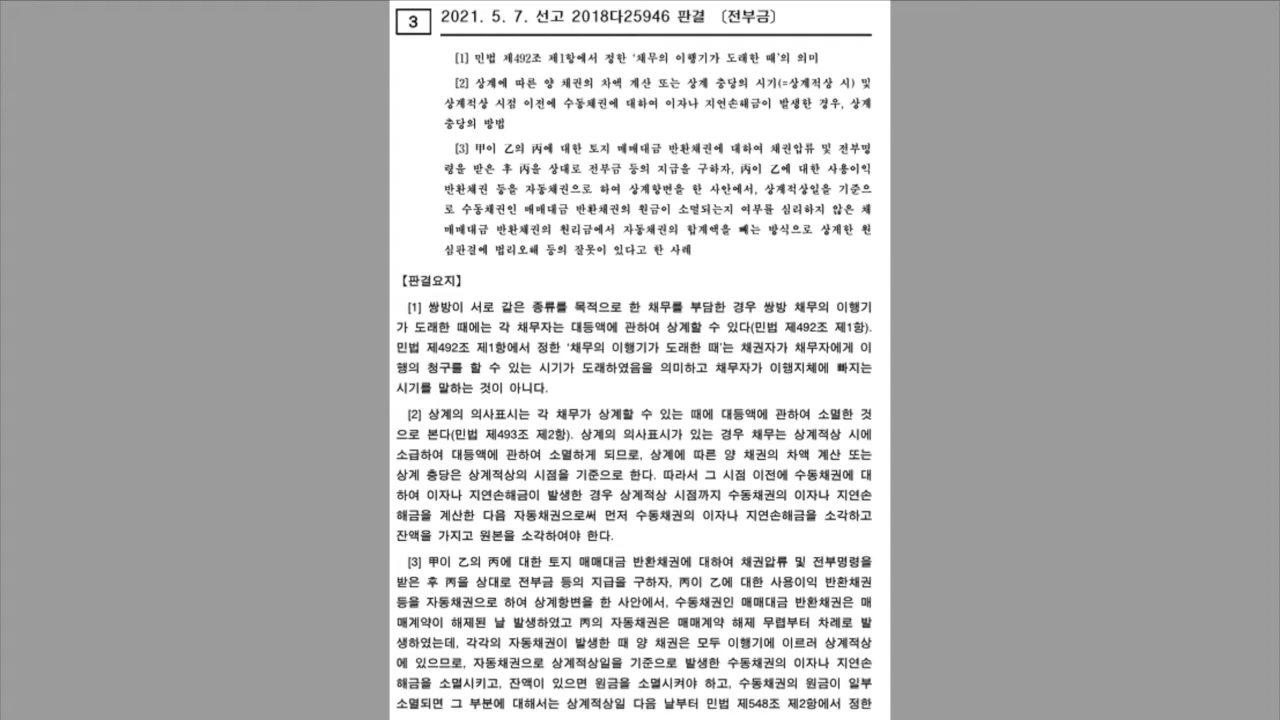 3
2021. 5. 7. 선고 2018다25946 판결 〔전부금〕
[1] 민법 제492조 제1항에서 정한 ‘채무의 이행기가 도래한 때’의 의미
[2] 상계에 따른 양 채권의 차액 계산 또는 상계 충당의 시기(=상계적상 시) 및
상계적상 시점 이전에 수동채권에 대하여 이자나 지연손해금이 발생한 경우, 상계
충당의 방법
[3] 甲이 乙의 丙에 대한 토지 매매대금 반환채권에 대하여 채권압류 및 전부명
령을 받은 후 丙을 상대로 전부금 등의 지급을 구하자, 丙이 乙에 대한 사용이익
반환채권 등을 자동채권으로 하여 상계항변을 한 사안에서, 상계적상일을 기준으
로 수동채권인 매매대금 반환채권의 원금이 소멸되는지 여부를 심리하지 않은 채
매매대금 반환채권의 원리금에서 자동채권의 합계액을 빼는 방식으로 상계한 원
심판결에 법리오해 등의 잘못이 있다고 한 사례
【판결요지】
[1] 쌍방이 서로 같은 종류를 목적으로 한 채무를 부담한 경우 쌍방 채무의 이행기
가 도래한 때에는 각 채무자는 대등액에 관하여 상계할 수 있다(민법 제492조 제1항).
민법 제492조 제1항에서 정한 ‘채무의 이행기가 도래한 때’는 채권자가 채무자에게 이
행의 청구를 할 수 있는 시기가 도래하였음을 의미하고 채무자가 이행지체에 빠지는
시기를 말하는 것이 아니다.
[2] 상계의 의사표시는 각 채무가 상계할 수 있는 때에 대등액에 관하여 소멸한 것
으로 본다(민법 제493조 제2항). 상계의 의사표시가 있는 경우 채무는 상계적상 시에
소급하여 대등액에 관하여 소멸하게 되므로, 상계에 따른 양 채권의 차액 계산 또는
상계 충당은 상계적상의 시점을 기준으로 한다. 따라서 그 시점 이전에 수동채권에 대
하여 이자나 지연손해금이 발생한 경우 상계적상 시점까지 수동채권의 이자나 지연손
해금을 계산한 다음 자동채권으로써 먼저 수동채권의 이자나 지연손해금을 소각하고
잔액을 가지고 원본을 소각하여야 한다.
[3] 甲이 乙의 丙에 대한 토지 매매대금 반환채권에 대하여 채권압류 및 전부명령을
받은 후 丙을 상대로 전부금 등의 지급을 구하자, 丙이 乙에 대한 사용이익 반환채권
등을 자동채권으로 하여 상계항변을 한 사안에서, 수동채권인 매매대금 반환채권은 매
매계약이 해제된 날 발생하였고 丙의 자동채권은 매매계약 해제 무렵부터 차례로 발
생하였는데, 각각의 자동채권이 발생한 때 양 채권은 모두 이행기에 이르러 상계적상
에 있으므로, 자동채권으로 상계적상일을 기준으로 발생한 수동채권의 이자나 지연손
해금을 소멸시키고, 잔액이 있으면 원금을 소멸시켜야 하고, 수동채권의 원금이 일부
소멸되면 그 부분에 대해서는 상계적상일 다음 날부터 민법 제548조 제2항에서 정한